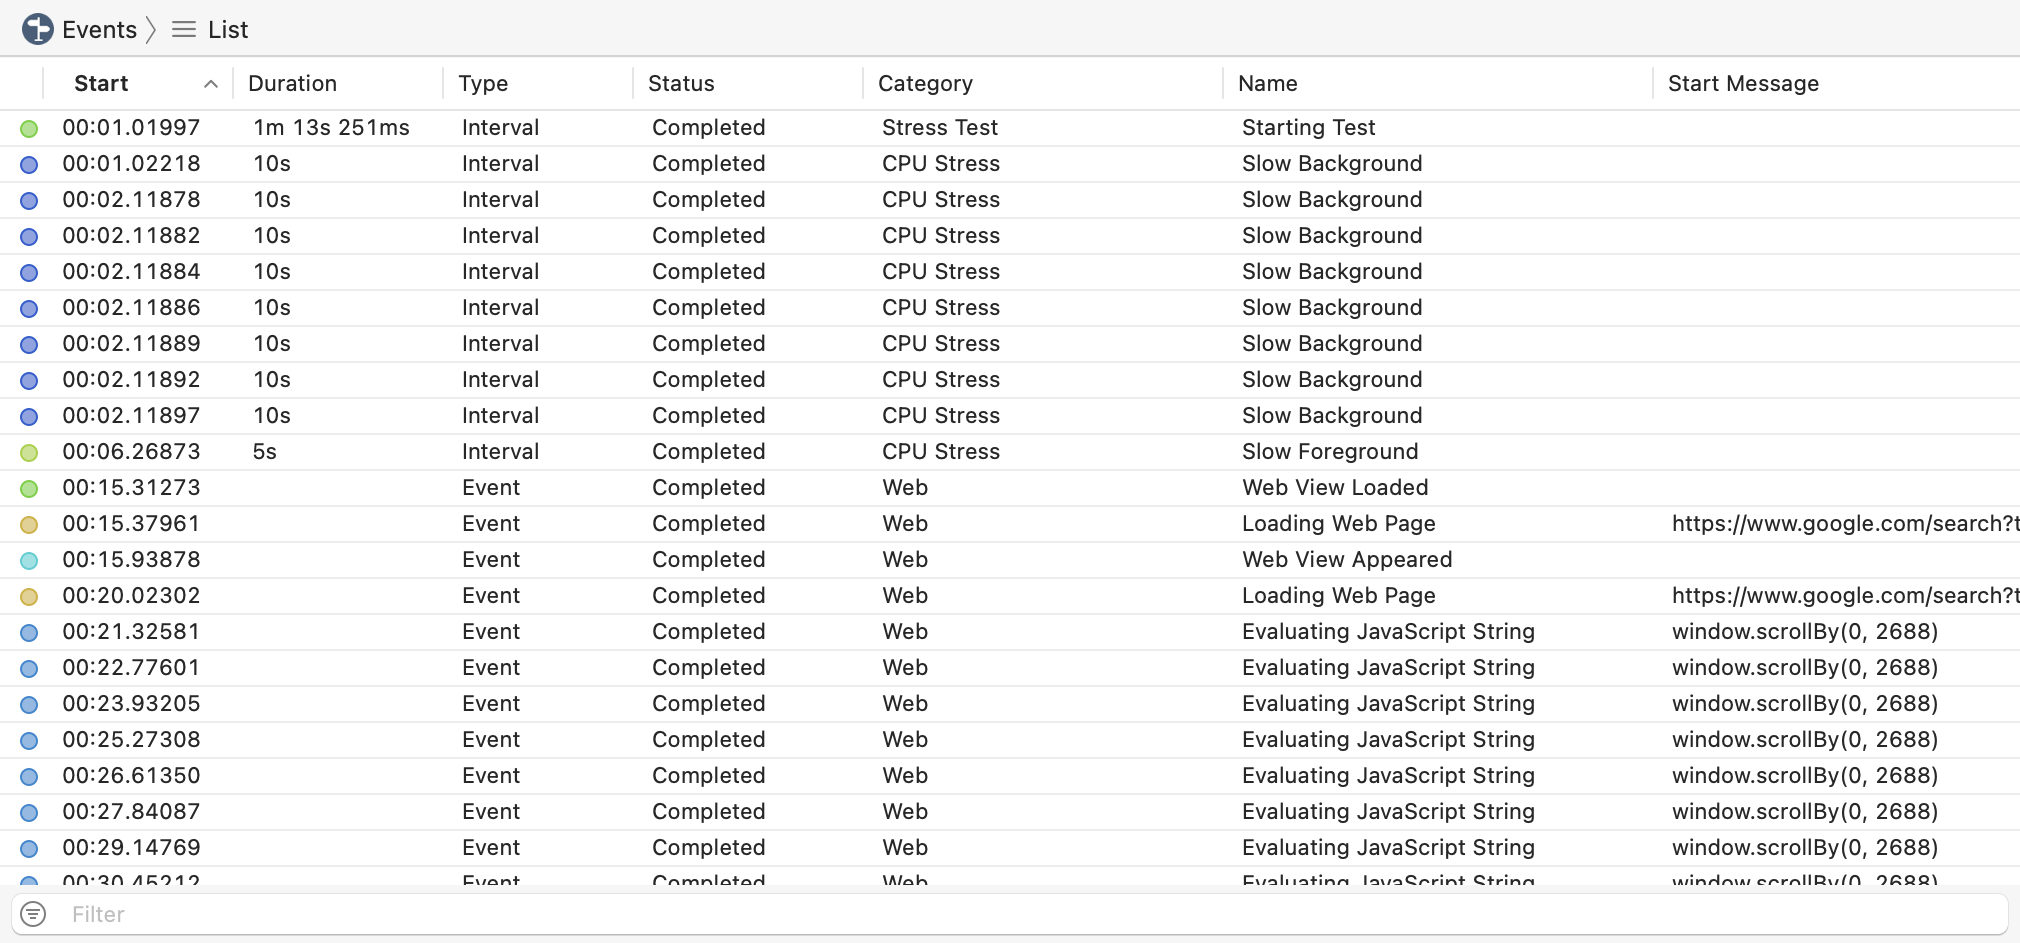 Events List
Start Duration Type Status Category Name Start Message
00:01.01997 1m 13s 251ms Interval Completed Stress Test Starting Test
00:01.02218 10s Interval Completed CPU Stress Slow Background
00:02.11878 10s Interval Completed CPU Stress Slow Background
00:02.11882 10s Interval Completed CPU Stress Slow Background
00:02.11884 10s Interval Completed CPU Stress Slow Background
00:02.11886 10s Interval Completed CPU Stress Slow Background
00:02.11889 10s Interval Completed CPU Stress Slow Background
00:02.11892 10s Interval Completed CPU Stress Slow Background
00:02.11897 10s Interval Completed CPU Stress Slow Background
00:06.26873 5s Interval Completed CPU Stress Slow Foreground
00:15.31273 Event Completed Web Web View Loaded
00:15.37961 Event Completed Web Loading Web Page https://www.google.com/search?t
00:15.93878 Event Completed Web Web View Appeared
00:20.02302 Event Completed Web Loading Web Page https://www.google.com/search?t
00:21.32581 Event Completed Web Evaluating JavaScript String window.scrollBy(0, 2688)
00:22.77601 Event Completed Web Evaluating JavaScript String window.scrollBy(0, 2688)
00:23.93205 Event Completed Web Evaluating JavaScript String window.scrollBy(0, 2688)
00:25.27308 Event Completed Web Evaluating JavaScript String window.scrollBy(0, 2688)
00:26.61350 Event Completed Web Evaluating JavaScript String window.scrollBy(0, 2688)
00:27.84087 Event Completed Web Evaluating JavaScript String window.scrollBy(0, 2688)
00:29.14769 Event Completed Web Evaluating JavaScript String window.scrollBy(0, 2688)
00:30.45212 Event Completed Web Evaluating JavaScript String window.scrollBy(0, 2688)
Filter